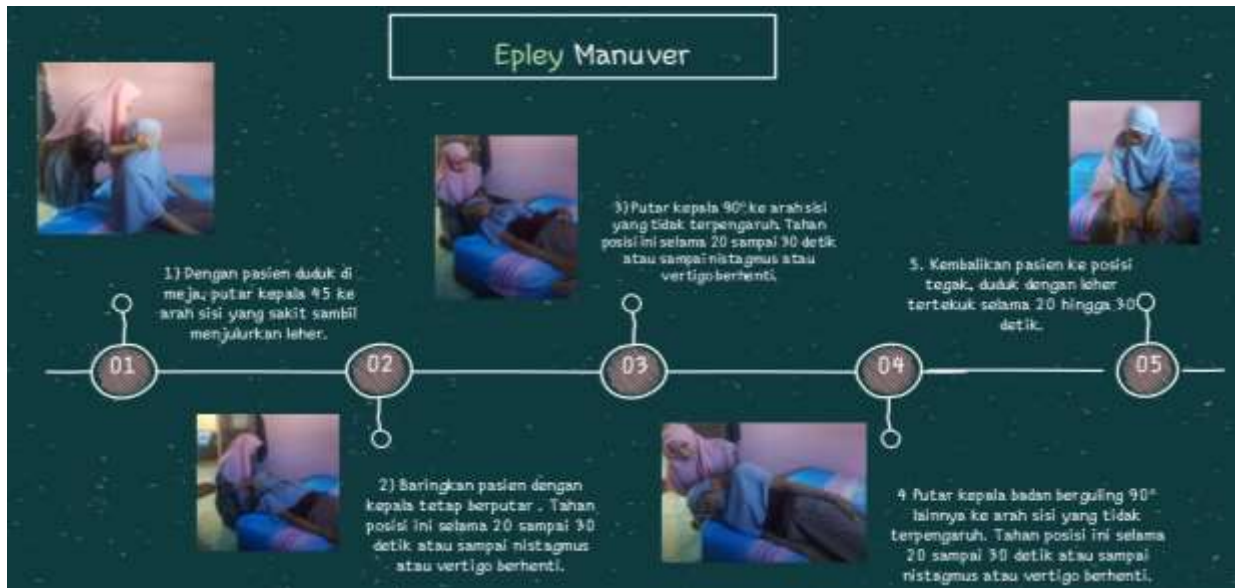 Epley Manuver
01
1) Dengan pasien duduk di
meja, putar kepala 45 ke
arah sisi yang sakit sambil
menjulurkan leher.
02
2) Baringkan pasien dengan
kepala tetap berputar . Tahan
posisi ini selama 20 sampai 30
detik atau sampai nistagmus
atau vertigo berhenti.
03
3) Putar kepala 90° ke arah sisi
yang tidak terpengaruh. Tahan
posisi ini selama 20 sampai 30 detik
atau sampai nistagmus atau
vertigo berhenti.
04
4 Putar kepala badan berguling 90°
lainnya ke arah sisi yang tidak
terpengaruh. Tahan posisi ini selama
20 sampai 30 detik atau sampai
nistagmus atau vertigo berhenti.
05
5. Kembalikan pasien ke posisi
tegak, duduk dengan leher
tertekuk selama 20 hingga 30
detik.